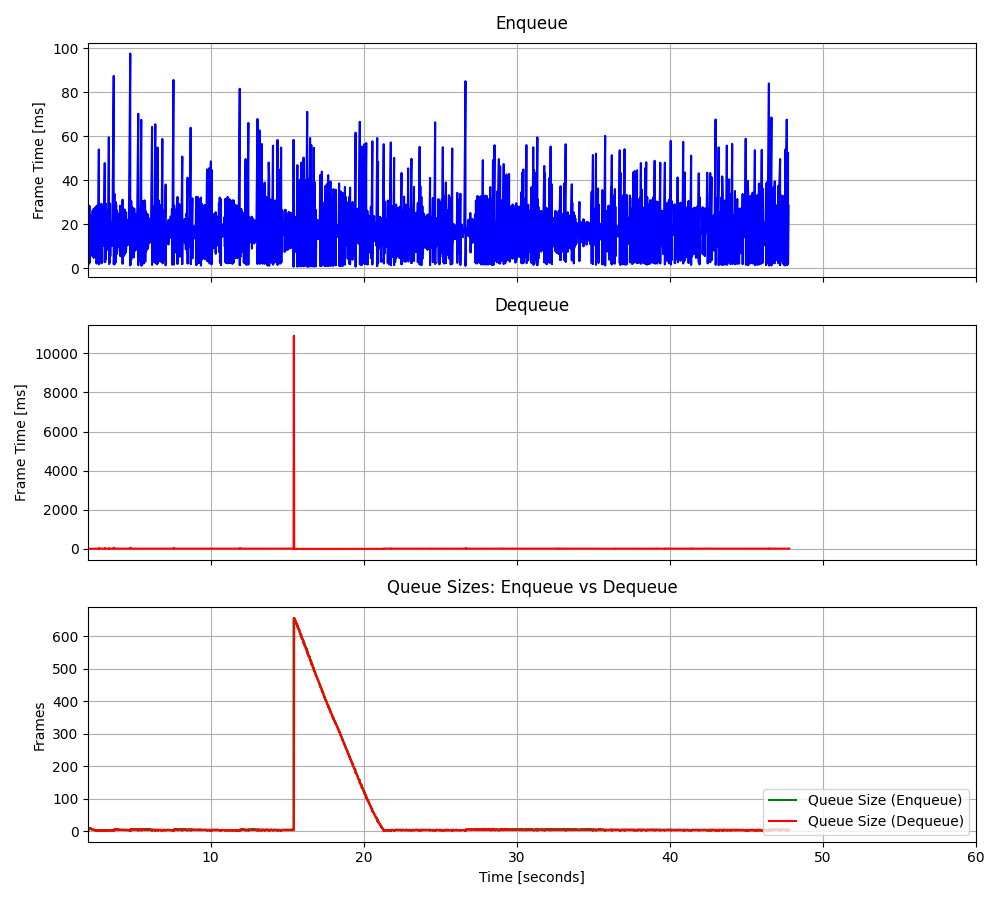 Enqueue
Frame Time [ms]
100
80
60
40
20
0
Dequeue
Frame Time [ms]
10000
8000
6000
4000
2000
0
Queue Sizes: Enqueue vs Dequeue
Frames
600
500
400
300
200
100
0
Queue Size (Enqueue)
Queue Size (Dequeue)
10 20 30 40 50 60
Time [seconds]